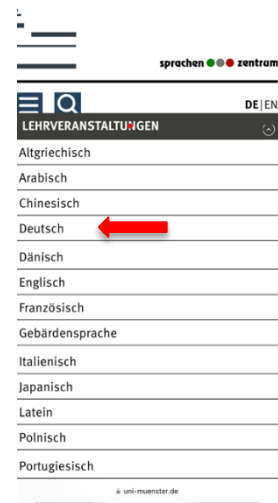 sprachen zentrum
DE|EN
LEHRVERANSTALTUNGEN
Altgriechisch
Arabisch
Chinesisch
Deutsch
Dänisch
Englisch
Französisch
Gebärdensprache
Italienisch
Japanisch
Latein
Polnisch
Portugiesisch
uni-muenster.de